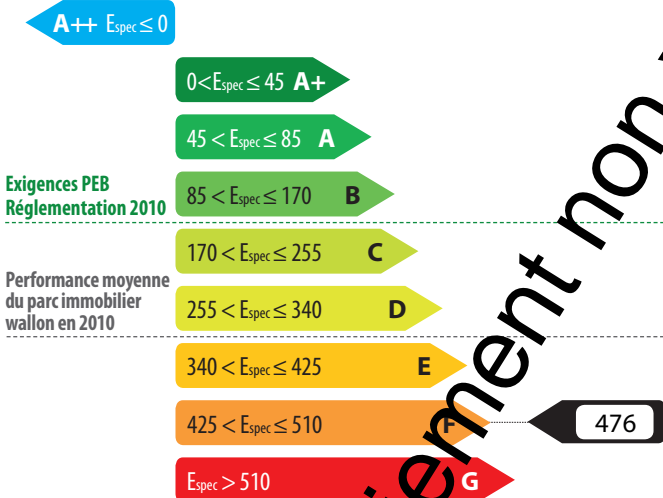 A++ Espec ≤ 0
0<Espec ≤ 45 A+
45 < Espec ≤ 85 A
Exigences PEB
Réglementation 2010
85 < Espec ≤ 170 B
170 < Espec ≤ 255 C
Performance moyenne
du parc immobilier
wallon en 2010
255 < Espec ≤ 340 D
340 < Espec ≤ 425 E
425 < Espec ≤ 510 F
476
Espec > 510 G
non